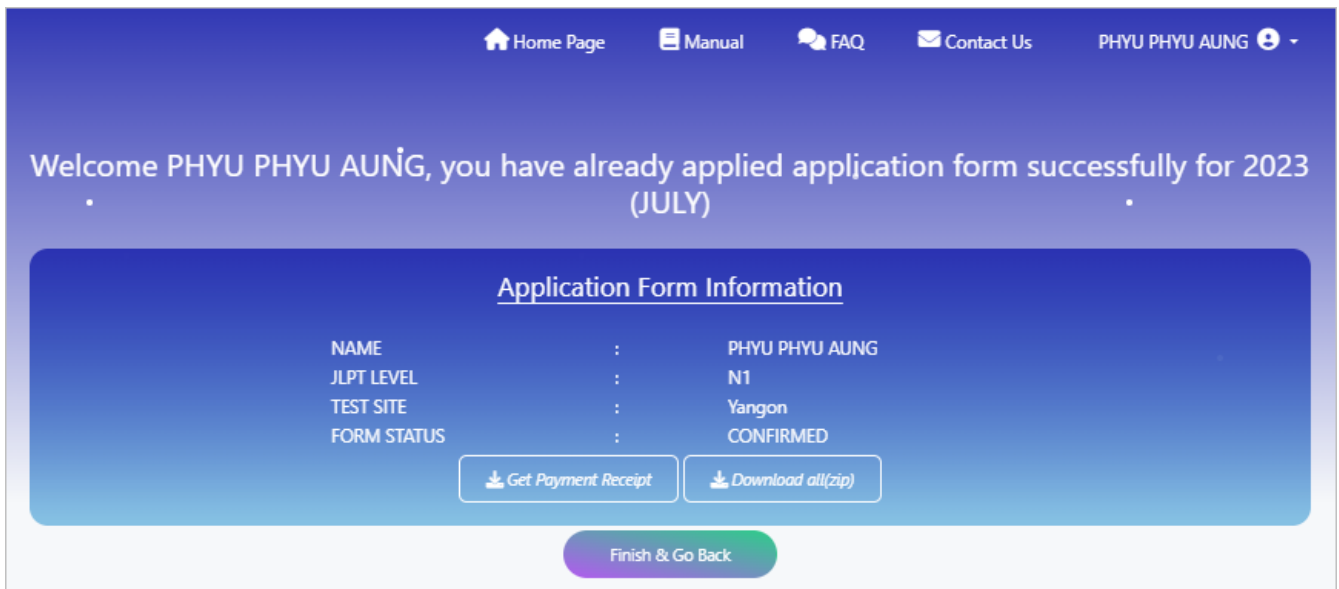 Home Page Manual FAQ Contact Us PHYU PHYU AUNG
Welcome PHYU PHYU AUNG, you have already applied application form successfully for 2023
(JULY)
Application Form Information
NAME : PHYU PHYU AUNG
JLPT LEVEL : N1
TEST SITE : Yangon
FORM STATUS : CONFIRMED
Get Payment Receipt Download all(zip)
Finish & Go Back